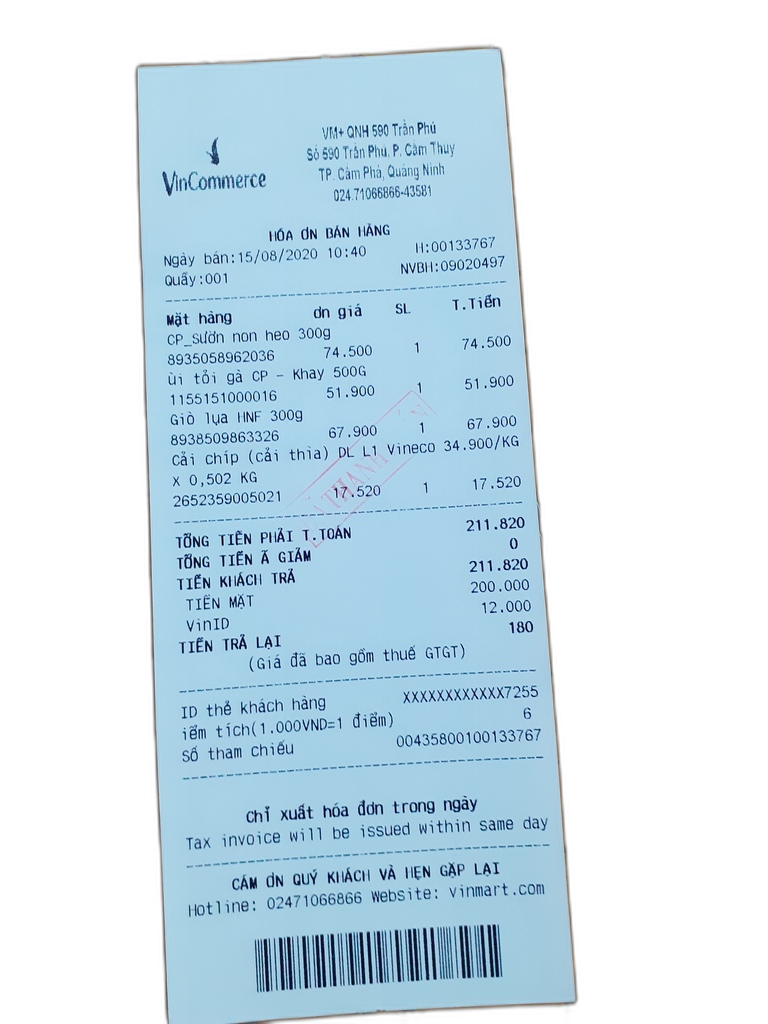 VinCommerce
VM+ QNH 590 Trần Phú
Số 590 Trần Phú, P. Cẩm Thuỷ
TP. Cẩm Phả, Quảng Ninh
024.71066866-43581
HÓA ƠN BÁN HÀNG
Ngày bán:15/08/2020 10:40 H:00133767
Quầy:001 NVBH:09020497
Mặt hàng ơn giá SL T.Tiền
CP_Sườn non heo 300g
8935058962036 74.500 1 74.500
ùi tỏi gà CP - Khay 500G
1155151000016 51.900 1 51.900
Giò lụa HNF 300g
8938509863326 67.900 1 67.900
Cải chíp (cải thìa) DL L1 Vineco 34.900/KG
X 0,502 KG
2652359005021 17.520 1 17.520
THANH
TỔNG TIỀN PHẢI T.TOÁN 211.820
TỔNG TIỀN Ã GIẢM 0
TIỀN KHÁCH TRẢ 211.820
TIỀN MẶT 200.000
VinID 12.000
TIỀN TRẢ LẠI 180
(Giá đã bao gồm thuế GTGT)
ID thẻ khách hàng XXXXXXXXXXXX7255
iểm tích(1.000VND=1 điểm) 6
Số tham chiếu 00435800100133767
Chỉ xuất hóa đơn trong ngày
Tax invoice will be issued within same day
CẢM ƠN QUÝ KHÁCH VÀ HẸN GẶP LẠI
Hotline: 02471066866 Website: vinmart.com